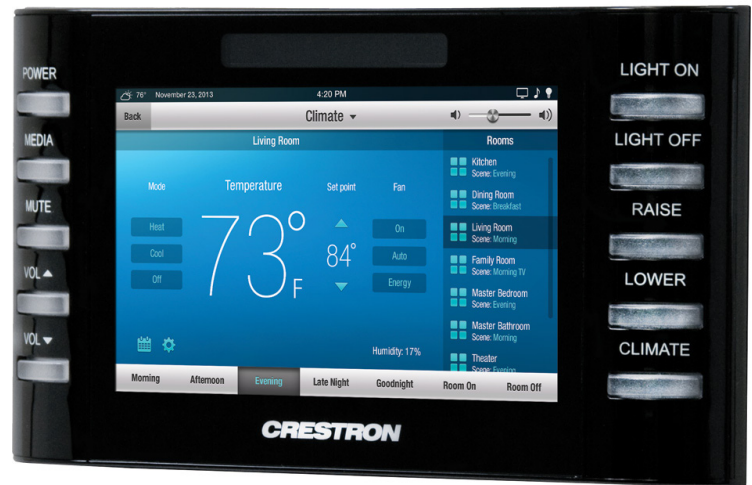 POWER
MEDIA
MUTE
VOL ▲
VOL ▼
76° November 23, 2013 4:20 PM
Back Climate ▾
Living Room
Mode Temperature Set point Fan
Heat
Cool
Off
73°F
84°
On
Auto
Energy
Humidity: 17%
Rooms
Kitchen
Scene: Evening
Dining Room
Scene: Breakfast
Living Room
Scene: Morning
Family Room
Scene: Morning TV
Master Bedroom
Scene: Evening
Master Bathroom
Scene: Morning
Theater
Scene: Evening
Morning Afternoon Evening Late Night Goodnight Room On Room Off
CRESTRON
LIGHT ON
LIGHT OFF
RAISE
LOWER
CLIMATE